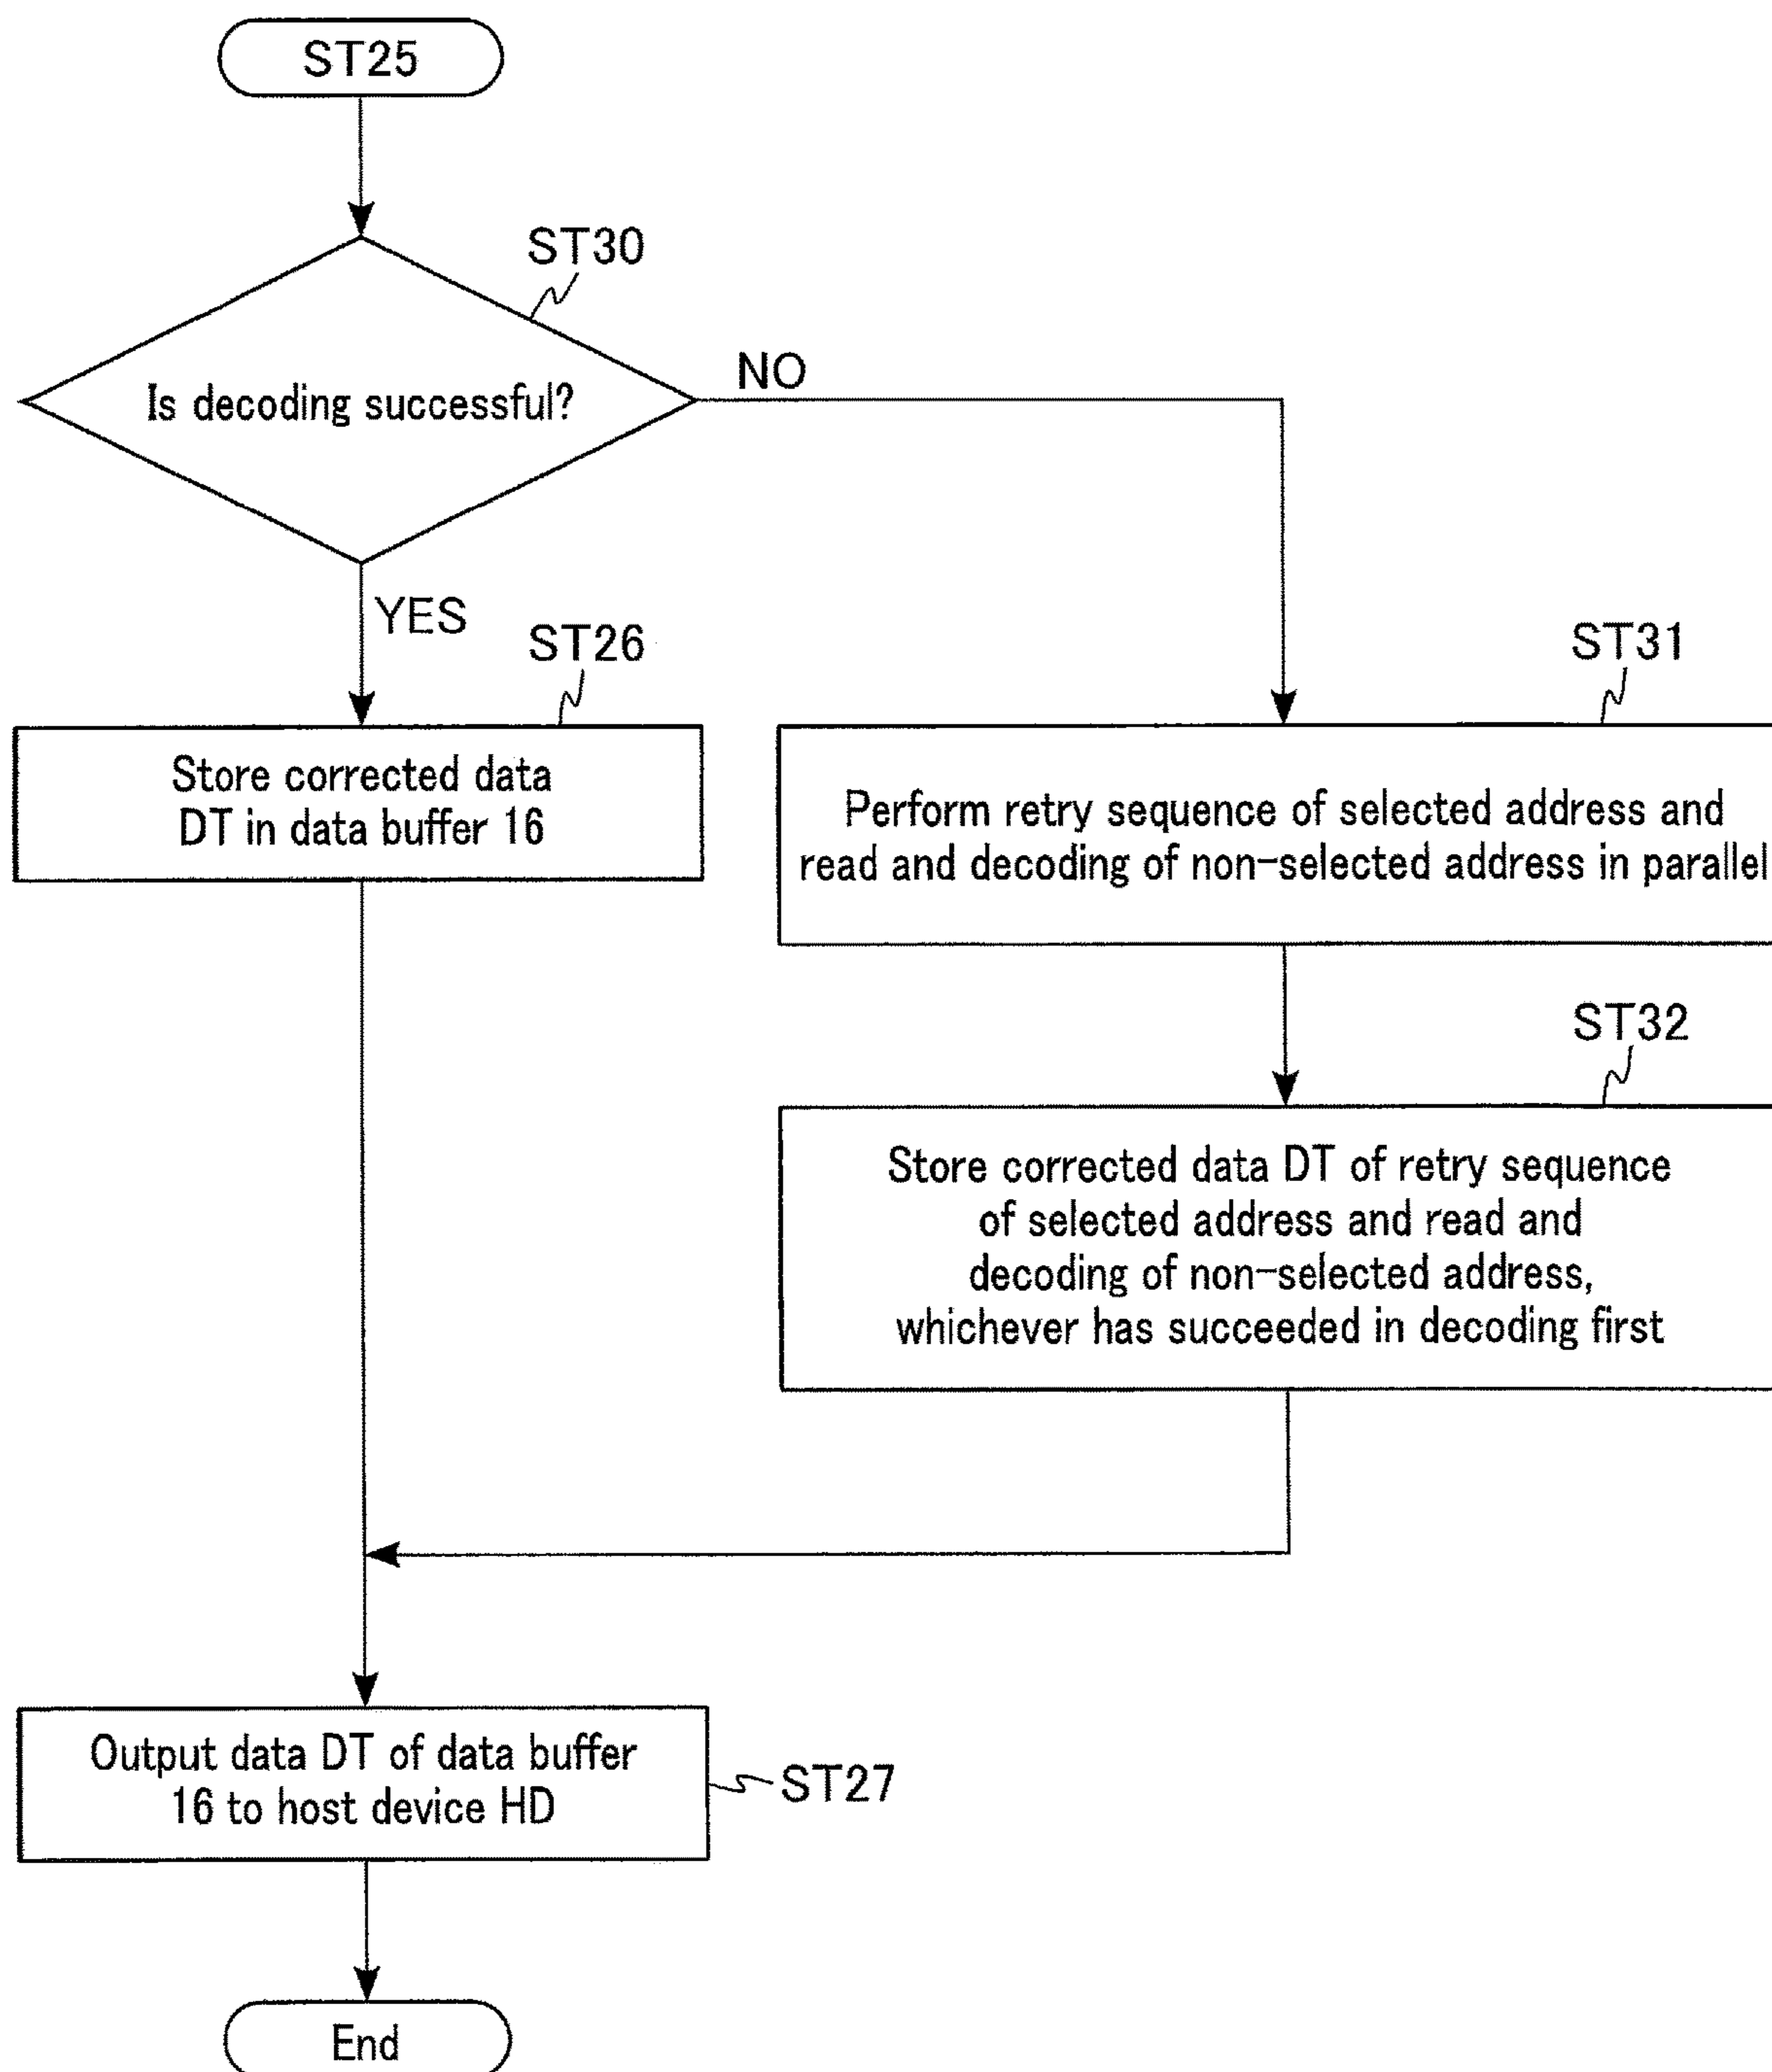 ST25
ST30
Is decoding successful?
NO
YES
ST26
Store corrected data
DT in data buffer 16
ST31
Perform retry sequence of selected address and
read and decoding of non-selected address in parallel
ST32
Store corrected data DT of retry sequence
of selected address and read and
decoding of non-selected address,
whichever has succeeded in decoding first
Output data DT of data buffer
16 to host device HD
ST27
End